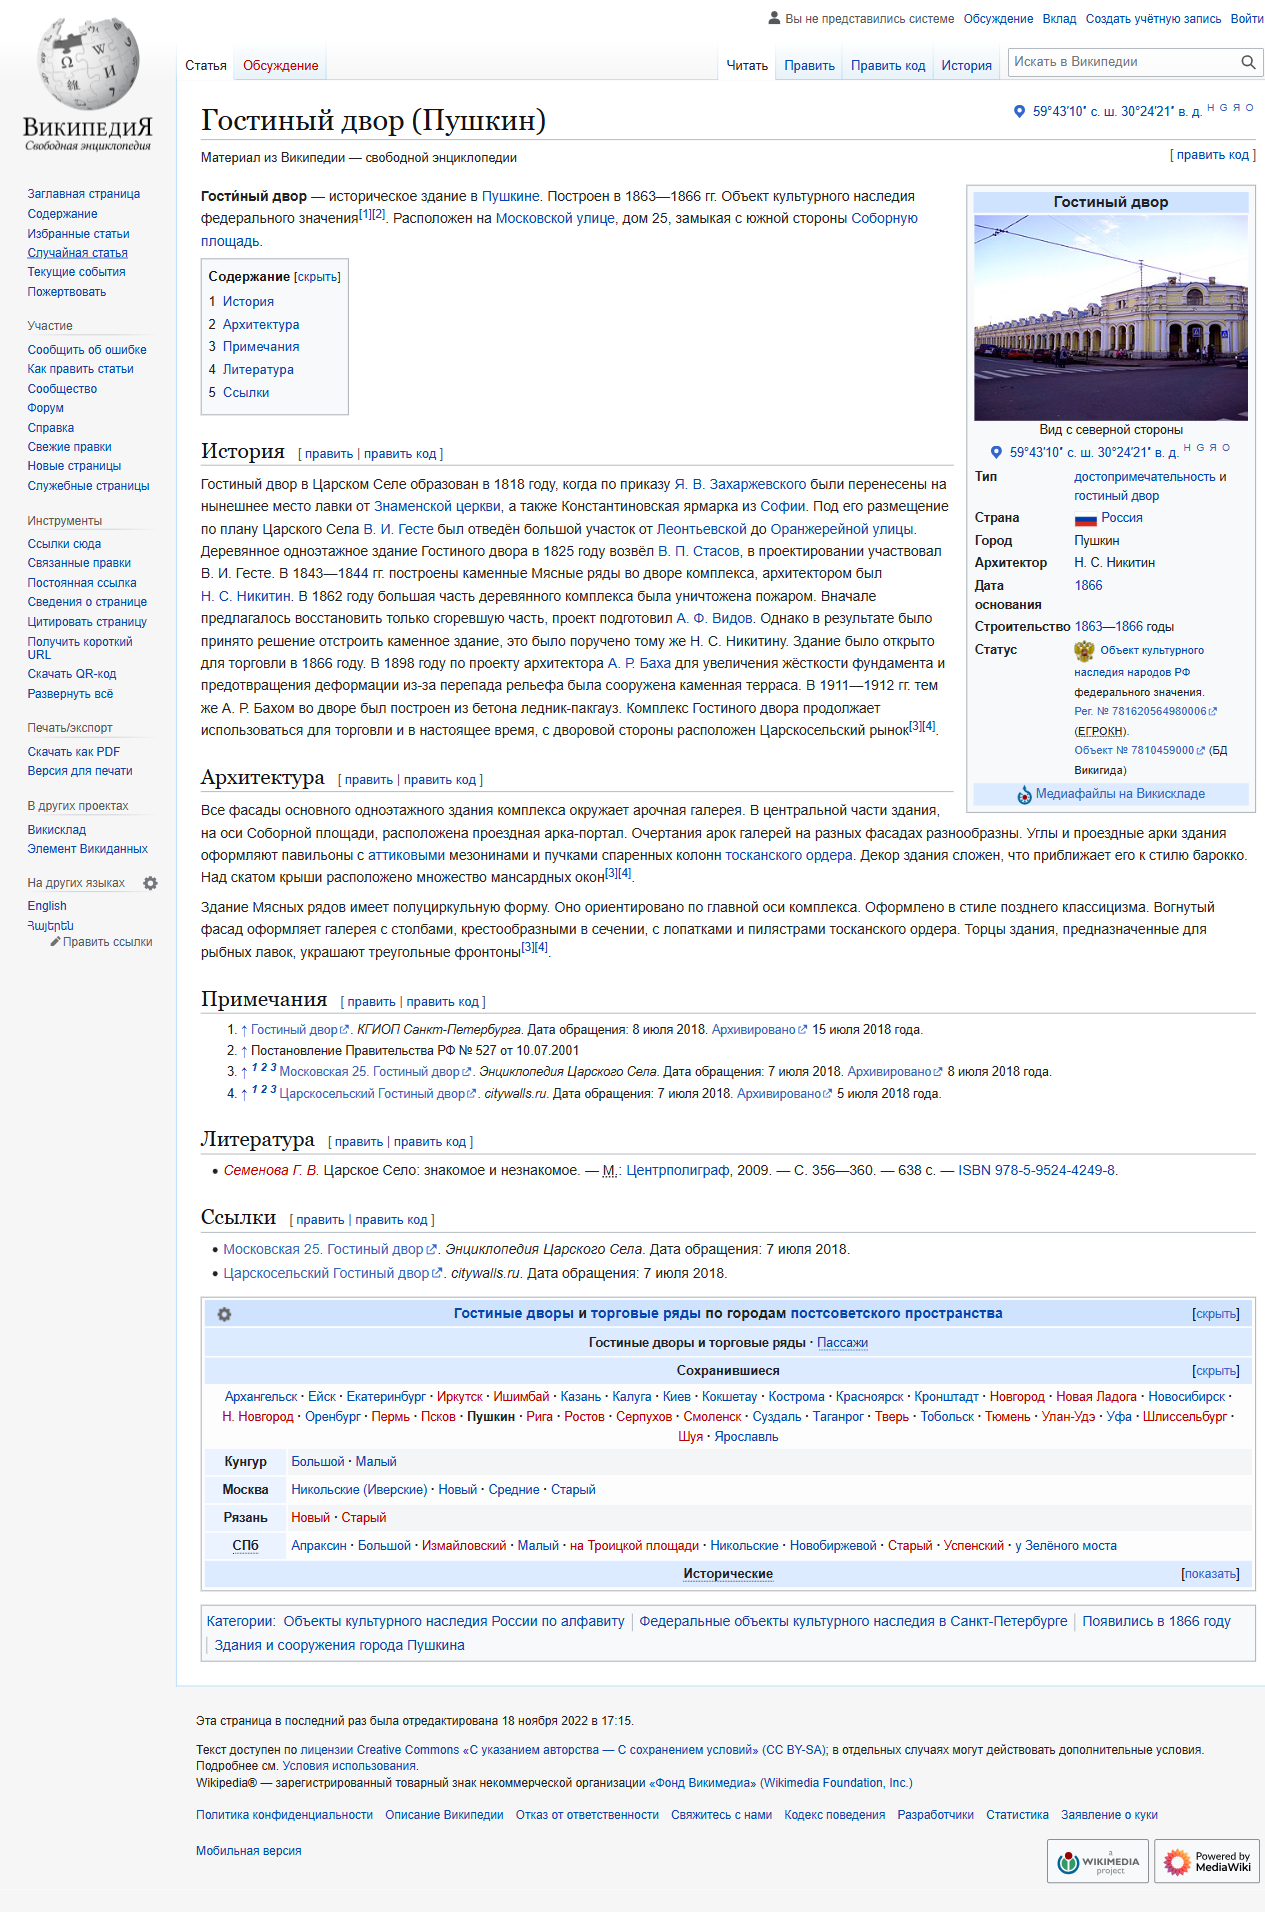 Вы не представились системе Обсуждение Вклад Создать учётную запись Войти
Статья Обсуждение Читать Править Править код История Искать в Википедии
ВикипедиЯ
Свободная энциклопедия
Заглавная страница
Содержание
Избранные статьи
Случайная статья
Текущие события
Пожертвовать
Участие
Сообщить об ошибке
Как править статьи
Сообщество
Форум
Справка
Свежие правки
Новые страницы
Служебные страницы
Инструменты
Ссылки сюда
Связанные правки
Постоянная ссылка
Сведения о странице
Цитировать страницу
Получить короткий
URL
Скачать QR-код
Развернуть всё
Печать/экспорт
Скачать как PDF
Версия для печати
В других проектах
Викисклад
Элемент Викиданных
На других языках
English
Հայերեն
Править ссылки
Гостиный двор (Пушкин)
59°43′10″ с. ш. 30°24′21″ в. д. H G Я O
Материал из Википедии — свободной энциклопедии
[ править код ]
Гости́ный двор — историческое здание в Пушкине. Построен в 1863—1866 гг. Объект культурного наследия
федерального значения[1][2]. Расположен на Московской улице, дом 25, замыкая с южной стороны Соборную
площадь.
Содержание [скрыть]
1 История
2 Архитектура
3 Примечания
4 Литература
5 Ссылки
Гостиный двор
Вид с северной стороны
59°43′10″ с. ш. 30°24′21″ в. д. H G Я O
Тип достопримечательность и
гостиный двор
Страна Россия
Город Пушкин
Архитектор Н. С. Никитин
Дата 1866
основания
Строительство 1863—1866 годы
Статус Объект культурного
наследия народов РФ
федерального значения.
Рег. № 781620564980006
(ЕГРОКН).
Объект № 7810459000 (БД
Викигида)
Медиафайлы на Викискладе
История [ править | править код ]
Гостиный двор в Царском Селе образован в 1818 году, когда по приказу Я. В. Захаржевского были перенесены на
нынешнее место лавки от Знаменской церкви, а также Константиновская ярмарка из Софии. Под его размещение
по плану Царского Села В. И. Гесте был отведён большой участок от Леонтьевской до Оранжерейной улицы.
Деревянное одноэтажное здание Гостиного двора в 1825 году возвёл В. П. Стасов, в проектировании участвовал
В. И. Гесте. В 1843—1844 гг. построены каменные Мясные ряды во дворе комплекса, архитектором был
Н. С. Никитин. В 1862 году большая часть деревянного комплекса была уничтожена пожаром. Вначале
предлагалось восстановить только сгоревшую часть, проект подготовил А. Ф. Видов. Однако в результате было
принято решение отстроить каменное здание, это было поручено тому же Н. С. Никитину. Здание было открыто
для торговли в 1866 году. В 1898 году по проекту архитектора А. Р. Баха для увеличения жёсткости фундамента и
предотвращения деформации из-за перепада рельефа была сооружена каменная терраса. В 1911—1912 гг. тем
же А. Р. Бахом во дворе был построен из бетона ледник-пакгауз. Комплекс Гостиного двора продолжает
использоваться для торговли и в настоящее время, с дворовой стороны расположен Царскосельский рынок[3][4].
Архитектура [ править | править код ]
Все фасады основного одноэтажного здания комплекса окружает арочная галерея. В центральной части здания,
на оси Соборной площади, расположена проездная арка-портал. Очертания арок галерей на разных фасадах разнообразны. Углы и проездные арки здания
оформляют павильоны с аттиковыми мезонинами и пучками спаренных колонн тосканского ордера. Декор здания сложен, что приближает его к стилю барокко.
Над скатом крыши расположено множество мансардных окон[3][4].
Здание Мясных рядов имеет полуциркульную форму. Оно ориентировано по главной оси комплекса. Оформлено в стиле позднего классицизма. Вогнутый
фасад оформляет галерея с столбами, крестообразными в сечении, с лопатками и пилястрами тосканского ордера. Торцы здания, предназначенные для
рыбных лавок, украшают треугольные фронтоны[3][4].
Примечания [ править | править код ]
1. ↑ Гостиный двор. КГИОП Санкт-Петербурга. Дата обращения: 8 июля 2018. Архивировано 15 июля 2018 года.
2. ↑ Постановление Правительства РФ № 527 от 10.07.2001
3. ↑ 1 2 3 Московская 25. Гостиный двор. Энциклопедия Царского Села. Дата обращения: 7 июля 2018. Архивировано 8 июля 2018 года.
4. ↑ 1 2 3 Царскосельский Гостиный двор. citywalls.ru. Дата обращения: 7 июля 2018. Архивировано 5 июля 2018 года.
Литература [ править | править код ]
• Семенова Г. В. Царское Село: знакомое и незнакомое. — М.: Центрполиграф, 2009. — С. 356—360. — 638 с. — ISBN 978-5-9524-4249-8.
Ссылки [ править | править код ]
• Московская 25. Гостиный двор. Энциклопедия Царского Села. Дата обращения: 7 июля 2018.
• Царскосельский Гостиный двор. citywalls.ru. Дата обращения: 7 июля 2018.
Гостиные дворы и торговые ряды по городам постсоветского пространства [скрыть]
Гостиные дворы и торговые ряды · Пассажи
Сохранившиеся [скрыть]
Архангельск · Ейск · Екатеринбург · Иркутск · Ишимбай · Казань · Калуга · Киев · Кокшетау · Кострома · Красноярск · Кронштадт · Новгород · Новая Ладога · Новосибирск ·
Н. Новгород · Оренбург · Пермь · Псков · Пушкин · Рига · Ростов · Серпухов · Смоленск · Суздаль · Таганрог · Тверь · Тобольск · Тюмень · Улан-Удэ · Уфа · Шлиссельбург ·
Шуя · Ярославль
Кунгур Большой · Малый
Москва Никольские (Иверские) · Новый · Средние · Старый
Рязань Новый · Старый
СПб Апраксин · Большой · Измайловский · Малый · на Троицкой площади · Никольские · Новобиржевой · Старый · Успенский · у Зелёного моста
Исторические [показать]
Категории: Объекты культурного наследия России по алфавиту | Федеральные объекты культурного наследия в Санкт-Петербурге | Появились в 1866 году
| Здания и сооружения города Пушкина
Эта страница в последний раз была отредактирована 18 ноября 2022 в 17:15.
Текст доступен по лицензии Creative Commons «С указанием авторства — С сохранением условий» (CC BY-SA); в отдельных случаях могут действовать дополнительные условия.
Подробнее см. Условия использования.
Wikipedia® — зарегистрированный товарный знак некоммерческой организации «Фонд Викимедиа» (Wikimedia Foundation, Inc.)
Политика конфиденциальности Описание Википедии Отказ от ответственности Свяжитесь с нами Кодекс поведения Разработчики Статистика Заявление о куки
Мобильная версия
a WIKIMEDIA project
Powered by MediaWiki